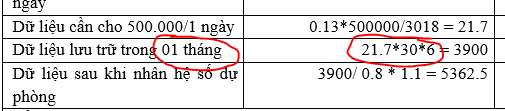 ngày
Dữ liệu cần cho 500.000/1 ngày 0.13*500000/3018 = 21.7
Dữ liệu lưu trữ trong 01 tháng 21.7*30*6 = 3900
Dữ liệu sau khi nhân hệ số dự 3900/ 0.8 * 1.1 = 5362.5
phòng